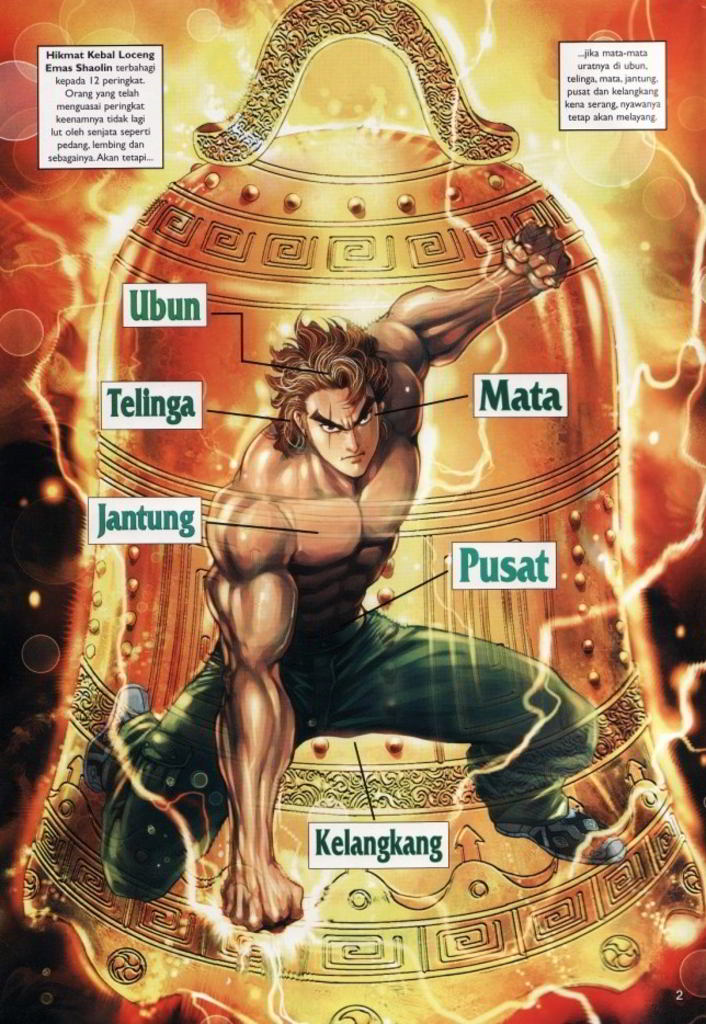 Hikmat Kebal Loceng
Emas Shaolin terbahagi
kepada 12 peringkat.
Orang yang telah
menguasai peringkat
keenamnya tidak lagi
lut oleh senjata seperti
pedang, lembing dan
sebagainya. Akan tetapi...
...jika mata-mata
uratnya di ubun,
telinga, mata, jantung,
pusat dan kelangkang
kena serang, nyawanya
tetap akan melayang.
Ubun
Telinga
Mata
Jantung
Pusat
Kelangkang
2